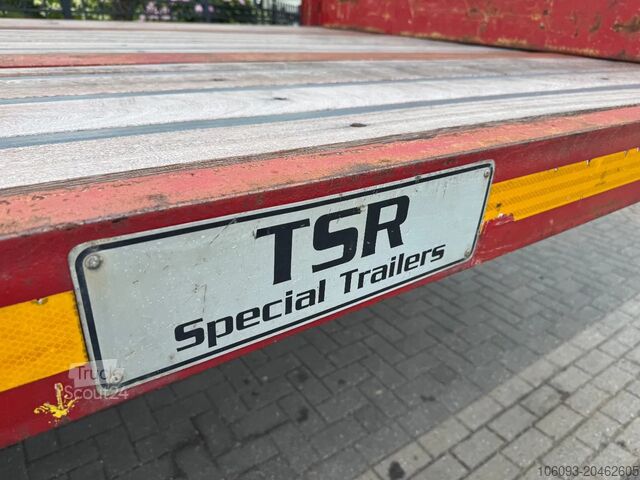 TSR
Special Trailers
Truck
Scout24
106093-20462605